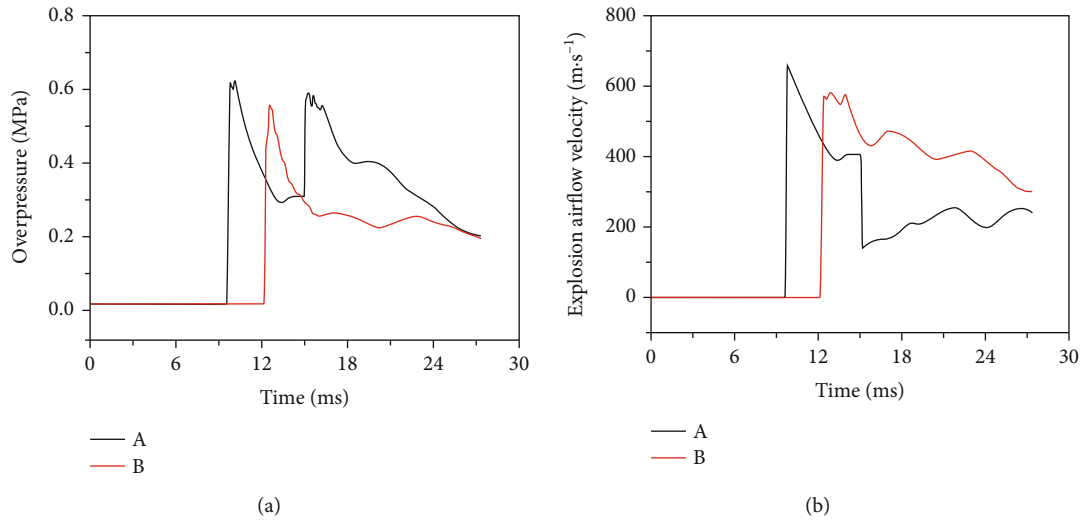 0.8
0.6
0.4
0.2
0.0
Overpressure (MPa)
0
6
12
18
24
30
Time (ms)
A
B
(a)
800
600
400
200
0
Explosion airflow velocity (m·s⁻¹)
0
6
12
18
24
30
Time (ms)
A
B
(b)